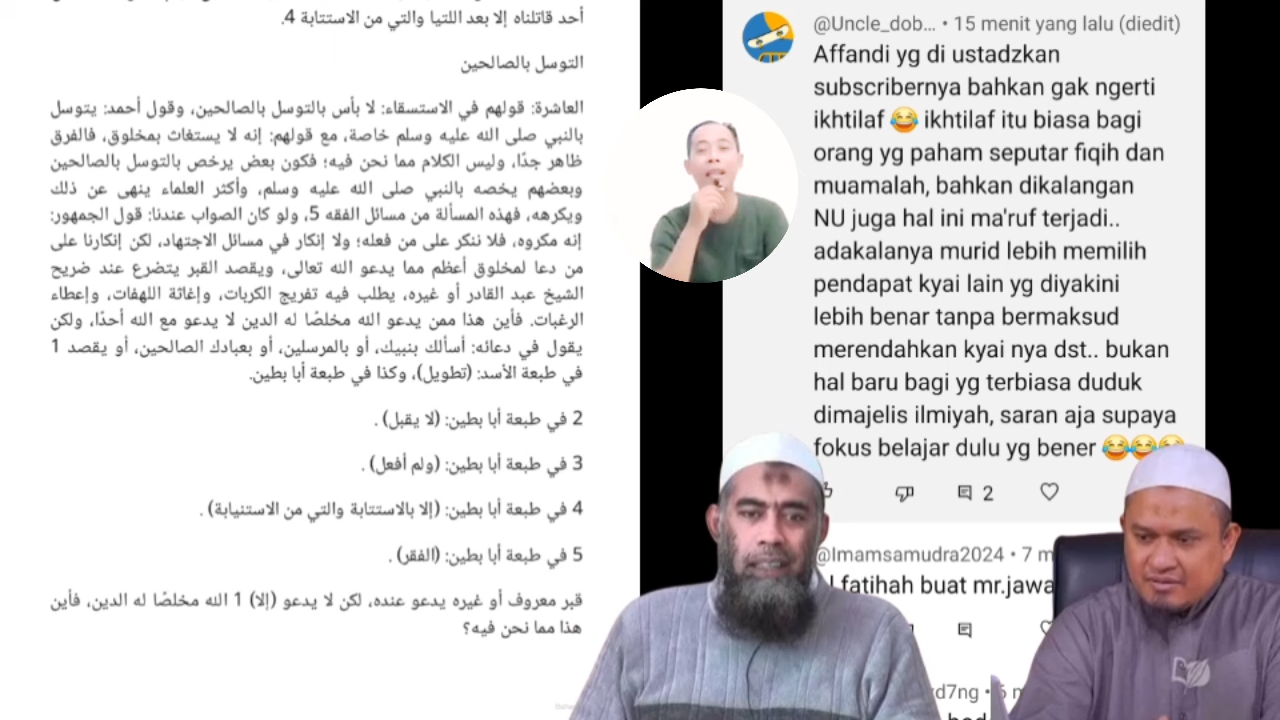 أحد قاتلناه إلا بعد اللتيا والتي من الاستتابة 4.
التوسل بالصالحين
العاشرة: قولهم في الاستسقاء: لا بأس بالتوسل بالصالحين، وقول أحمد: يتوسل
بالنبي صلى الله عليه وسلم خاصة، مع قولهم: إنه لا يستغاث بمخلوق، فالفرق
ظاهر جدًا، وليس الكلام مما نحن فيه؛ فكون بعض يرخص بالتوسل بالصالحين
وبعضهم يخصه بالنبي صلى الله عليه وسلم، وأكثر العلماء ينهى عن ذلك
ويكرهه، فهذه المسألة من مسائل الفقه 5، ولو كان الصواب عندنا: قول الجمهور:
إنه مكروه، فلا ننكر على من فعله؛ ولا إنكار في مسائل الاجتهاد، لكن إنكارنا على
من دعا لمخلوق أعظم مما يدعو الله تعالى، ويقصد القبر يتضرع عند ضريح
الشيخ عبد القادر أو غيره، يطلب فيه تفريج الكربات، وإغاثة اللهفات، وإعطاء
الرغبات. فأين هذا ممن يدعو الله مخلصًا له الدين لا يدعو مع الله أحدًا، ولكن
يقول في دعائه: أسألك بنبيك، أو بالمرسلين، أو بعبادك الصالحين، أو يقصد 1
في طبعة الأسد: (تطويل)، وكذا في طبعة أبا بطين.
2 في طبعة أبا بطين: (لا يقبل) .
3 في طبعة أبا بطين: (ولم أفعل) .
4 في طبعة أبا بطين: (إلا بالاستتابة والتي من الاستنيابة) .
5 في طبعة أبا بطين: (الفقر) .
قبر معروف أو غيره يدعو عنده، لكن لا يدعو (إلا) 1 الله مخلصًا له الدين، فأين
هذا مما نحن فيه؟
@Uncle_dob... • 15 menit yang lalu (diedit)
Affandi yg di ustadzkan
subscribernya bahkan gak ngerti
ikhtilaf 😂 ikhtilaf itu biasa bagi
orang yg paham seputar fiqih dan
muamalah, bahkan dikalangan
NU juga hal ini ma'ruf terjadi..
adakalanya murid lebih memilih
pendapat kyai lain yg diyakini
lebih benar tanpa bermaksud
merendahkan kyai nya dst.. bukan
hal baru bagi yg terbiasa duduk
dimajelis ilmiyah, saran aja supaya
fokus belajar dulu yg bener 😂😂😂
2
@Imamsamudra2024 • 7 m
l fatihah buat mr.jawa
rd7ng •